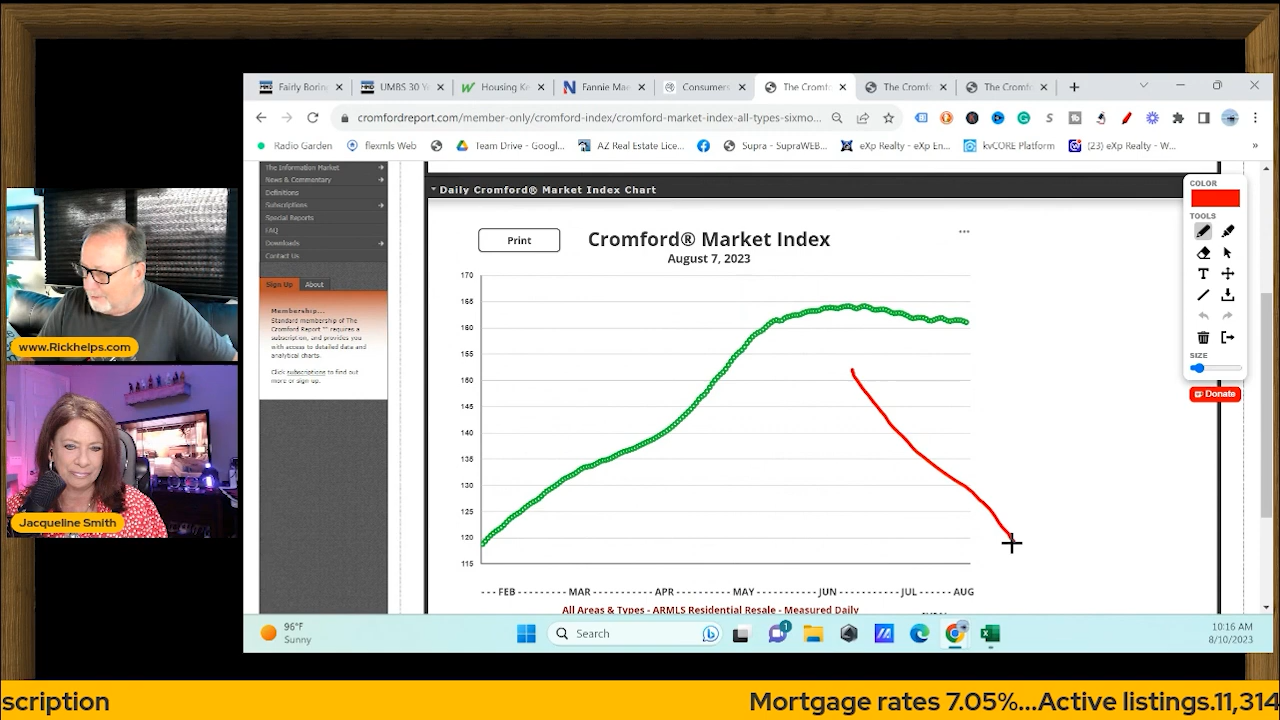 Fairly Borin
UMBS 30 Y
Housing Ke
Fannie Mae
Consumers
The Cromf
The Cromf
The Cromf
cromfordreport.com/member-only/cromford-index/cromford-market-index-all-types-sixmo...
Radio Garden
flexmls Web
Team Drive - Googl...
AZ Real Estate Lice...
Supra - SupraWEB...
eXp Realty - eXp En...
kvCORE Platform
(23) eXp Realty - W...
»
The Information Market
News & Commentary
Definitions
Subscriptions
Special Reports
FAQ
Downloads
Contact Us
Sign Up
About
Membership...
Standard membership of The
Cromford Report ™ requires a
subscription, and provides you
with access to detailed data and
analytical charts.
Click subscriptions to find out
more or sign up.
Daily Cromford® Market Index Chart
Print
Cromford® Market Index
August 7, 2023
170
165
160
155
150
145
140
135
130
125
120
115
- - - FEB - - - - - - - - - MAR - - - - - - - - - - - APR - - - - - - - - - - MAY - - - - - - - - - - - JUN - - - - - - - - - - - JUL - - - - - - AUG
All Areas & Types - ARMLS Residential Resale - Measured Daily
COLOR
TOOLS
T
SIZE
Donate
www.Rickhelps.com
Jacqueline Smith
96°F
Sunny
Search
1
10:16 AM
8/10/2023
scription
Mortgage rates 7.05%...Active listings.11,314